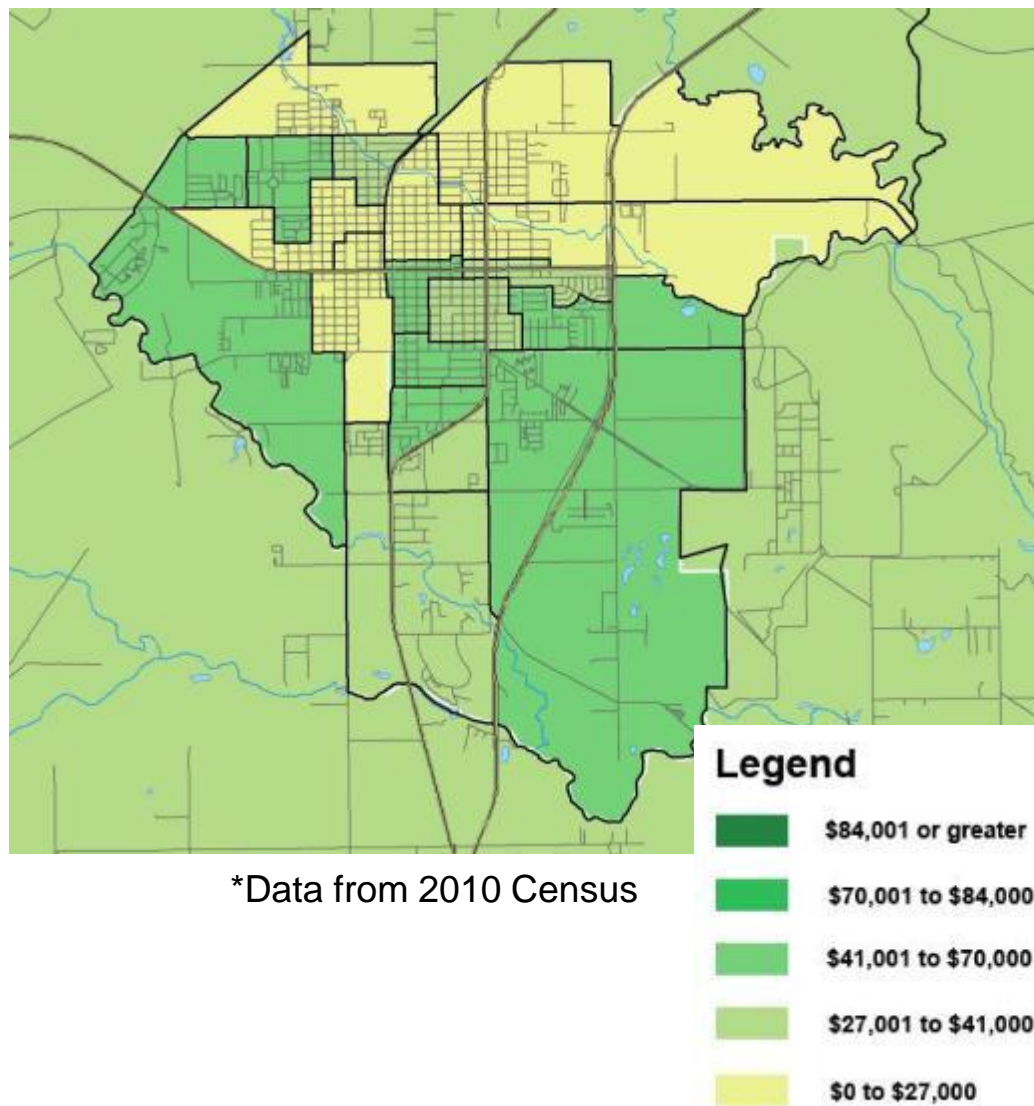 *Data from 2010 Census
Legend
$84,001 or greater
$70,001 to $84,000
$41,001 to $70,000
$27,001 to $41,000
$0 to $27,000